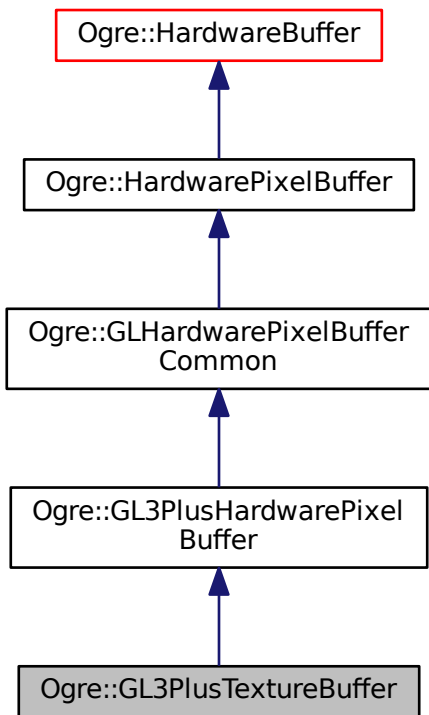 Ogre::HardwareBuffer
Ogre::HardwarePixelBuffer
Ogre::GLHardwarePixelBuffer
Common
Ogre::GL3PlusHardwarePixel
Buffer
Ogre::GL3PlusTextureBuffer